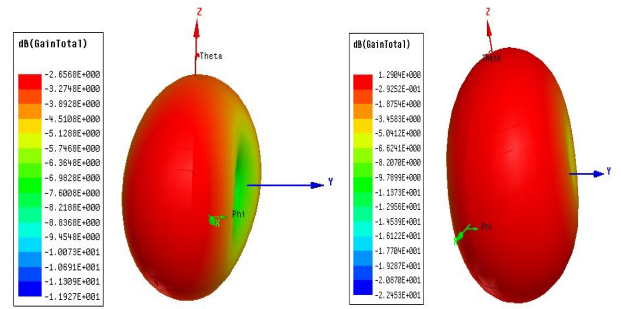 dB(GainTotal)
-2.6568E+000
-3.2748E+000
-3.8928E+000
-4.5108E+000
-5.1288E+000
-5.7468E+000
-6.3648E+000
-6.9828E+000
-7.6008E+000
-8.2188E+000
-8.8368E+000
-9.4548E+000
-1.0073E+001
-1.0691E+001
-1.1309E+001
-1.1927E+001
Z
Theta
Y
Phi
X
dB(GainTotal)
1.2904E+000
-2.9252E-001
-1.8754E+000
-3.4583E+000
-5.0412E+000
-6.6241E+000
-8.2070E+000
-9.7899E+000
-1.1373E+001
-1.2956E+001
-1.4539E+001
-1.6122E+001
-1.7704E+001
-1.9287E+001
-2.0870E+001
-2.2453E+001
Z
Theta
Y
Phi